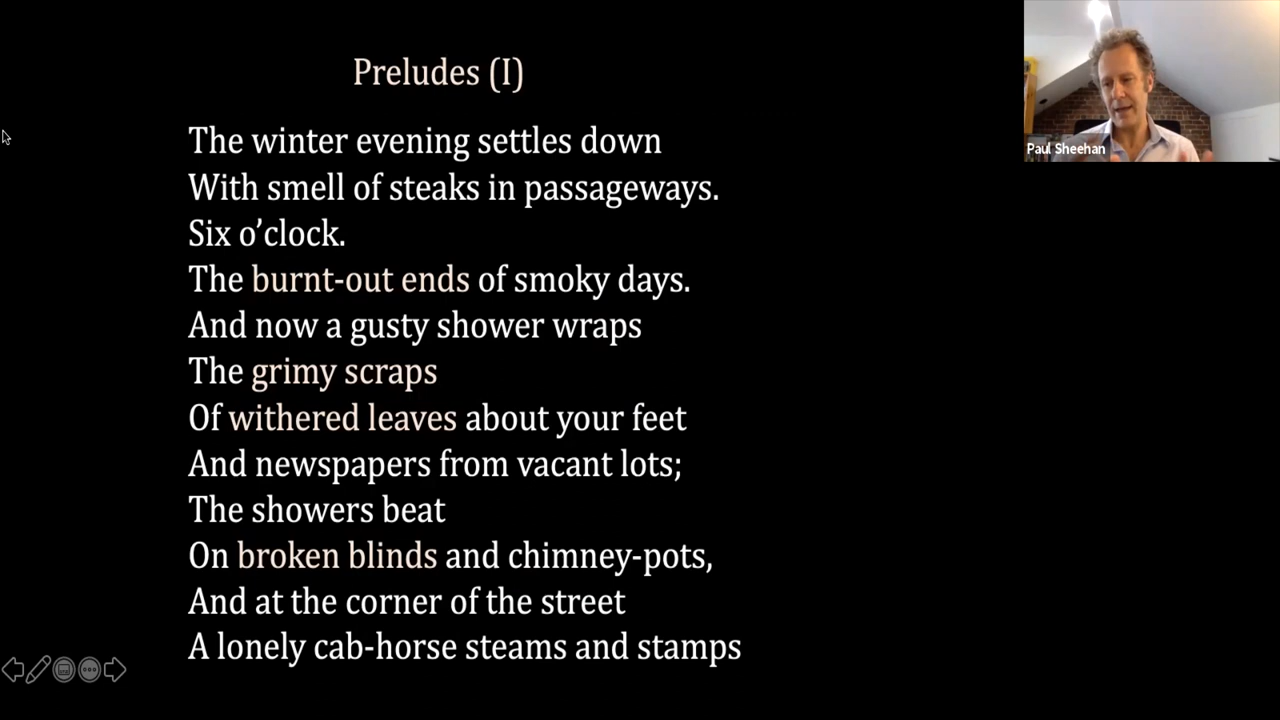 Preludes (I)
The winter evening settles down
With smell of steaks in passageways.
Six o’clock.
The burnt-out ends of smoky days.
And now a gusty shower wraps
The grimy scraps
Of withered leaves about your feet
And newspapers from vacant lots;
The showers beat
On broken blinds and chimney-pots,
And at the corner of the street
A lonely cab-horse steams and stamps
Paul Sheehan